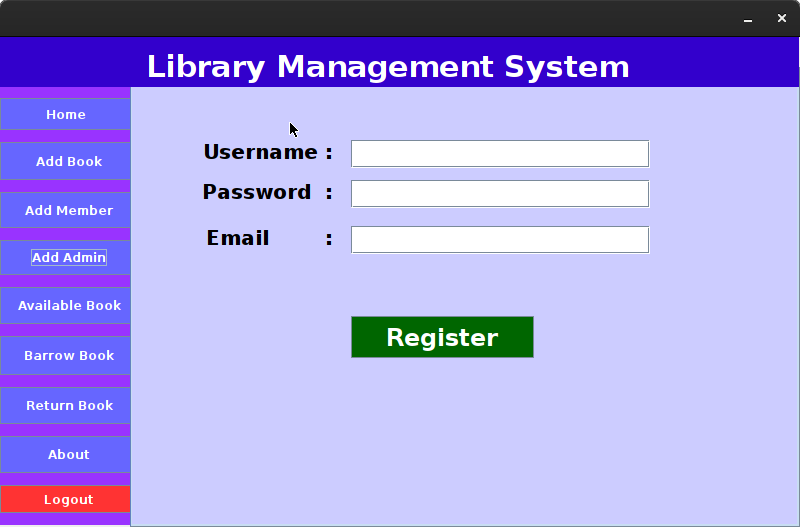 Library Management System
Home
Add Book
Add Member
Add Admin
Available Book
Barrow Book
Return Book
About
Logout
Username :
Password :
Email :
Register